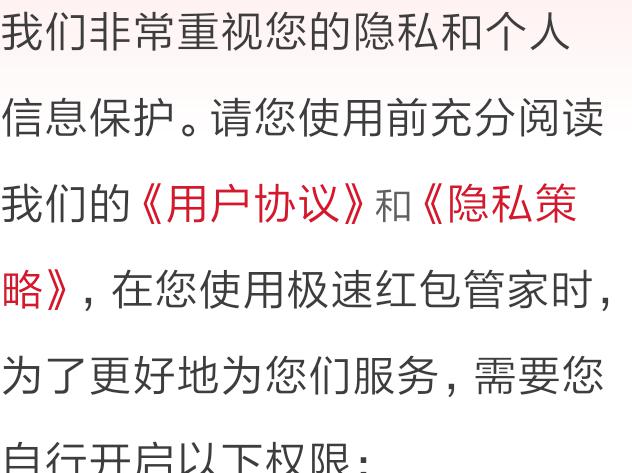 我们非常重视您的隐私和个人
信息保护。请您使用前充分阅读
我们的《用户协议》和《隐私策
略》，在您使用极速红包管家时，
为了更好地为您们服务，需要您
自行开启以下权限：